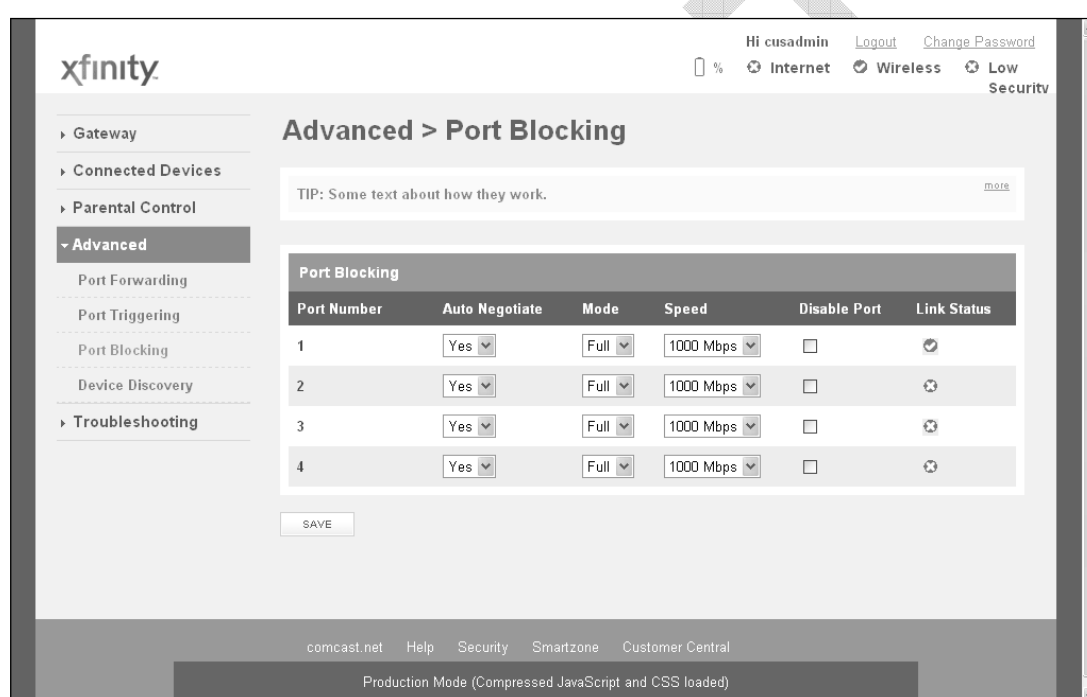 Hi cusadmin Logout Change Password
xfinity.
% Internet Wireless Low
Security
Gateway
Connected Devices
Parental Control
Advanced
Port Forwarding
Port Triggering
Port Blocking
Device Discovery
Troubleshooting
Advanced > Port Blocking
TIP: Some text about how they work. more
Port Blocking
Port Number Auto Negotiate Mode Speed Disable Port Link Status
1 Yes Full 1000 Mbps
2 Yes Full 1000 Mbps
3 Yes Full 1000 Mbps
4 Yes Full 1000 Mbps
SAVE
comcast.net Help Security Smartzone Customer Central
Production Mode (Compressed JavaScript and CSS loaded)